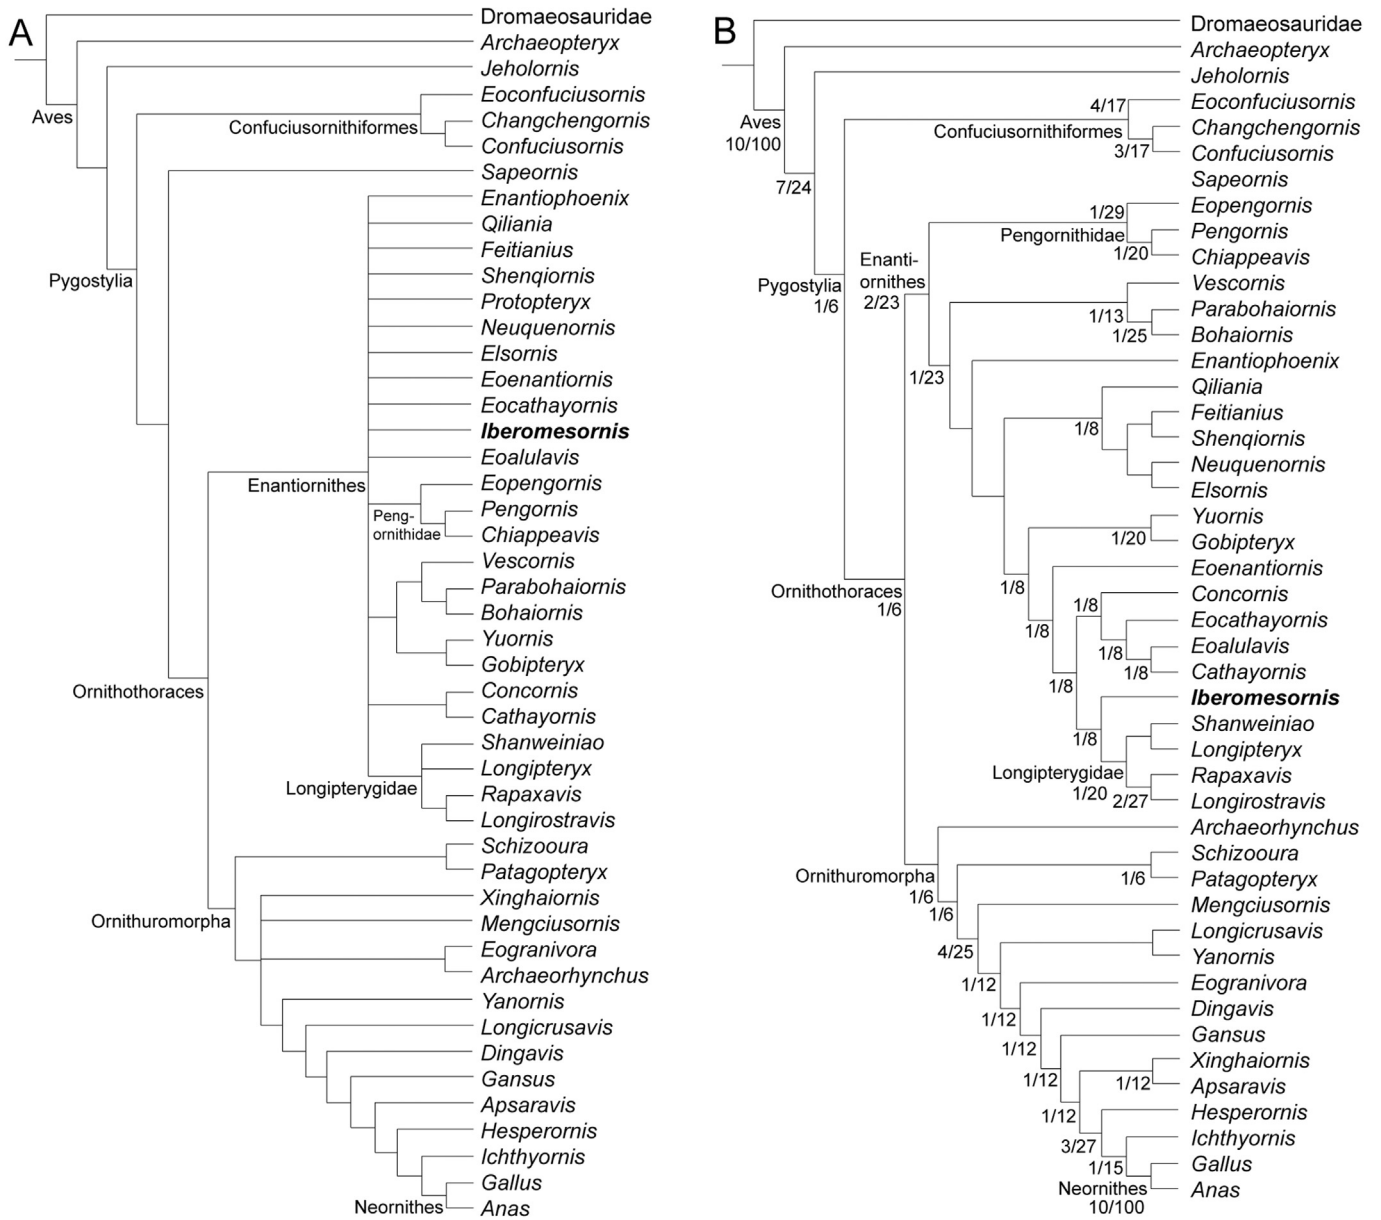 A
Dromaeosauridae
Archaeopteryx
Jeholornis
Eoconfuciusornis
Changchengornis
Confuciusornis
Sapeornis
Enantiophoenix
Qiliania
Feitianius
Shenqiornis
Protopteryx
Neuquenornis
Elsornis
Eoenantiornis
Eocathayornis
Iberomesornis
Eoalulavis
Eopengornis
Pengornis
Chiappeavis
Vescornis
Parabohaiornis
Bohaiornis
Yuornis
Gobipteryx
Concornis
Cathayornis
Shanweiniao
Longipteryx
Rapaxavis
Longirostravis
Schizooura
Patagopteryx
Xinghaiornis
Mengciusornis
Eogranivora
Archaeorhynchus
Yanornis
Longicrusavis
Dingavis
Gansus
Apsaravis
Hesperornis
Ichthyornis
Gallus
Anas
Aves
Confuciusornithiformes
Pygostylia
Enantiornithes
Peng-
ornithidae
Ornithothoraces
Longipterygidae
Ornithuromorpha
Neornithes
B
Dromaeosauridae
Archaeopteryx
Jeholornis
Eoconfuciusornis
Changchengornis
Confuciusornis
Sapeornis
Eopengornis
Pengornis
Chiappeavis
Vescornis
Parabohaiornis
Bohaiornis
Enantiophoenix
Qiliania
Feitianius
Shenqiornis
Neuquenornis
Elsornis
Yuornis
Gobipteryx
Eoenantiornis
Concornis
Eocathayornis
Eoalulavis
Cathayornis
Iberomesornis
Shanweiniao
Longipteryx
Rapaxavis
Longirostravis
Archaeorhynchus
Schizooura
Patagopteryx
Mengciusornis
Longicrusavis
Yanornis
Eogranivora
Dingavis
Gansus
Xinghaiornis
Apsaravis
Hesperornis
Ichthyornis
Gallus
Anas
Aves
10/100
7/24
4/17
Confuciusornithiformes
3/17
1/29
Pengornithidae
1/20
Enanti-
ornithes
2/23
Pygostylia
1/6
1/13
1/25
1/23
1/8
1/20
1/8
Ornithothoraces
1/6
1/8
1/8
1/8
1/8
1/8
1/8
Longipterygidae
1/20
2/27
Ornithuromorpha
1/6
1/6
1/6
4/25
1/12
1/12
1/12
1/12
1/12
1/12
3/27
1/15
Neornithes
10/100